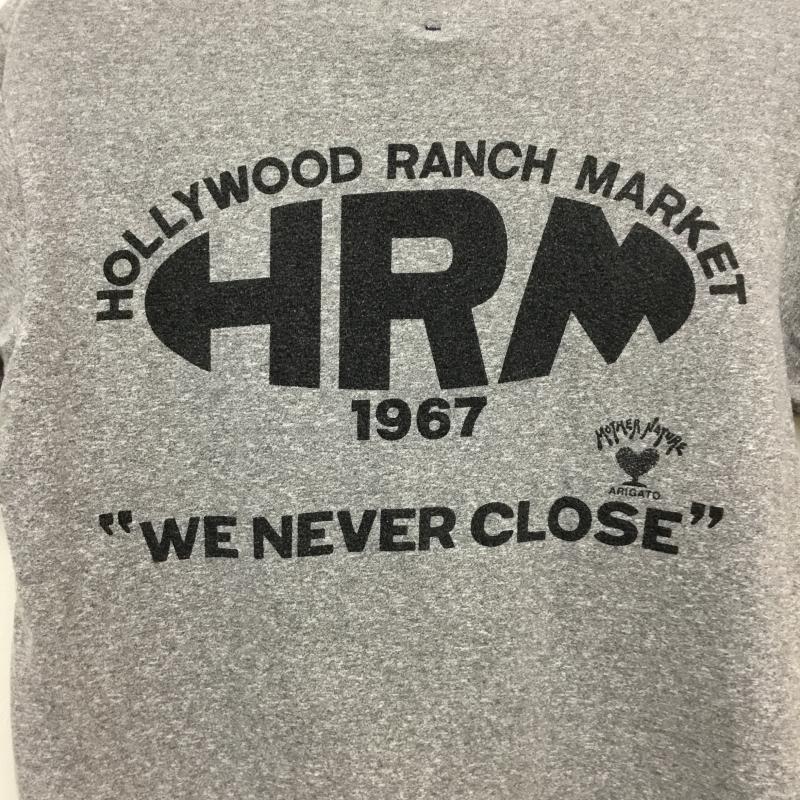 HOLLYWOOD RANCH MARKET
HRM
1967
MOTHER NATURE
ARIGATO
"WE NEVER CLOSE"